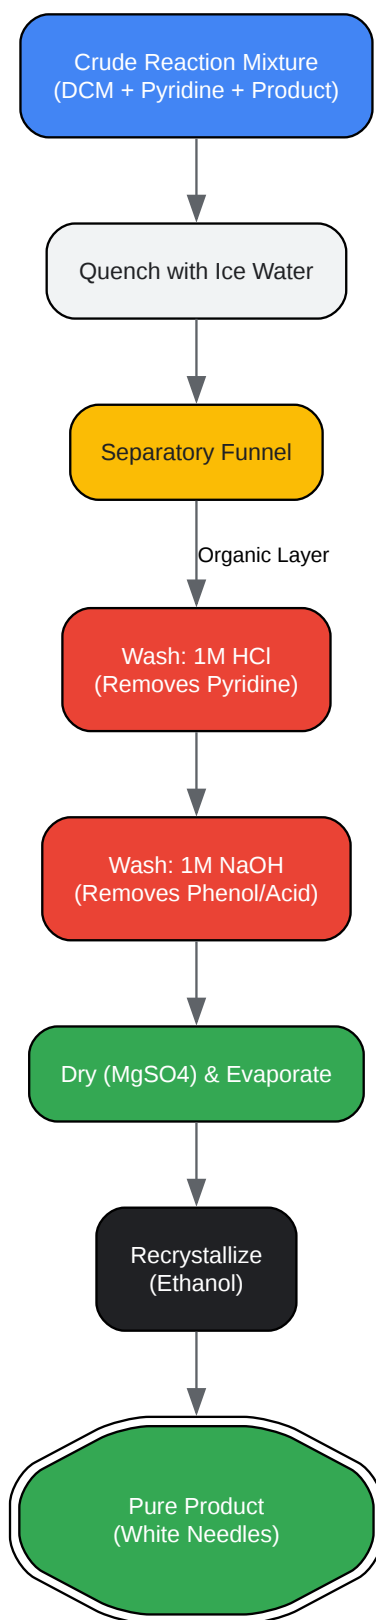 Crude Reaction Mixture
(DCM + Pyridine + Product)
Quench with Ice Water
Separatory Funnel
Organic Layer
Wash: 1M HCl
(Removes Pyridine)
Wash: 1M NaOH
(Removes Phenol/Acid)
Dry (MgSO4) & Evaporate
Recrystallize
(Ethanol)
Pure Product
(White Needles)